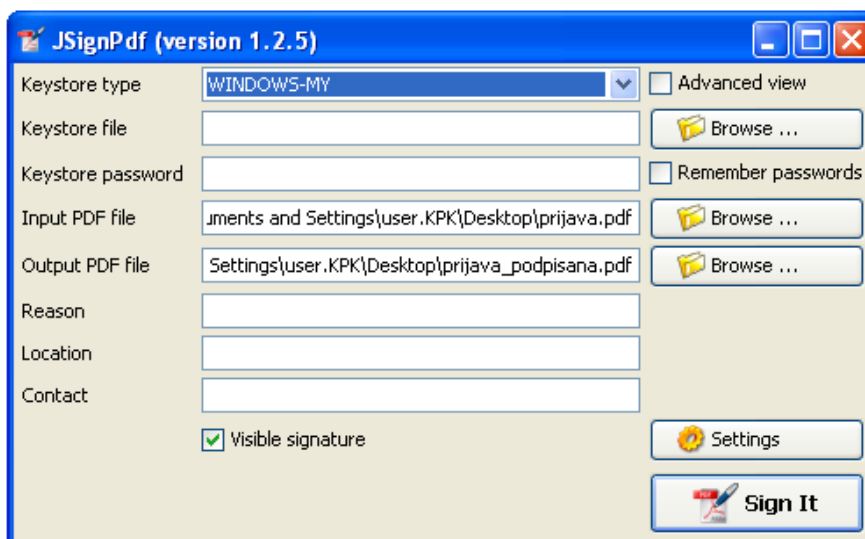 JSignPdf (version 1.2.5)
Keystore type WINDOWS-MY Advanced view
Keystore file Browse ...
Keystore password Remember passwords
Input PDF file uments and Settings\user.KPK\Desktop\prijava.pdf Browse ...
Output PDF file Settings\user.KPK\Desktop\prijava_podpisana.pdf Browse ...
Reason
Location
Contact
Visible signature Settings
Sign It